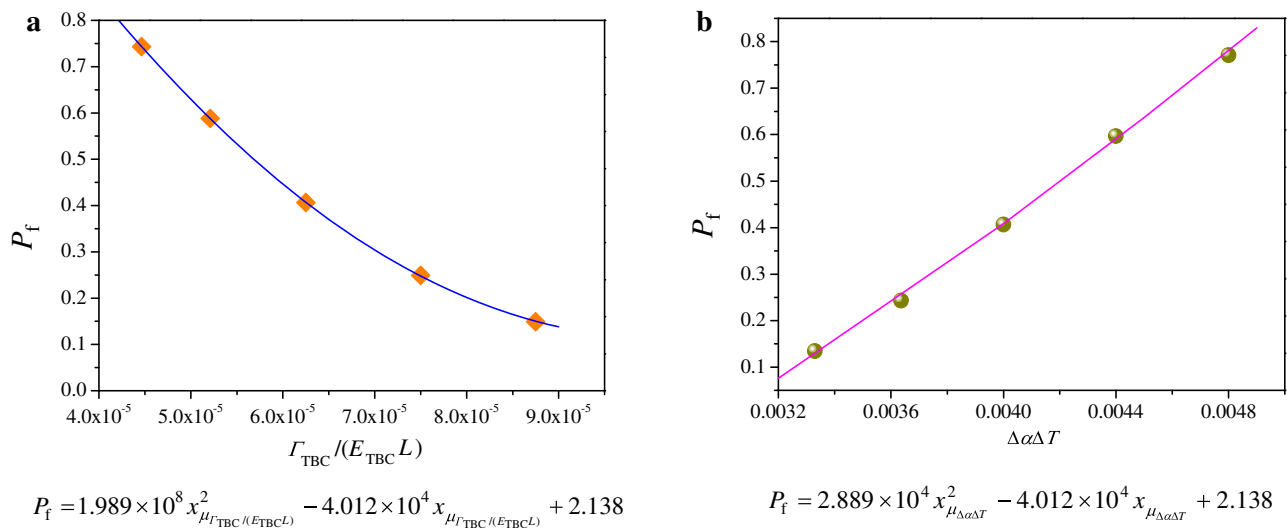 a
0.8
0.7
0.6
0.5
0.4
0.3
0.2
0.1
0.0
P_f
4.0x10^-5 5.0x10^-5 6.0x10^-5 7.0x10^-5 8.0x10^-5 9.0x10^-5
Γ_TBC /(E_TBC L)
P_f = 1.989×10^8 x²_{μ_{Γ_TBC /(E_TBC L)}} − 4.012×10^4 x_{μ_{Γ_TBC /(E_TBC L)}} + 2.138
b
0.8
0.7
0.6
0.5
0.4
0.3
0.2
0.1
P_f
0.0032 0.0036 0.0040 0.0044 0.0048
ΔαΔT
P_f = 2.889×10^4 x²_{μ_{ΔαΔT}} − 4.012×10^4 x_{μ_{ΔαΔT}} + 2.138